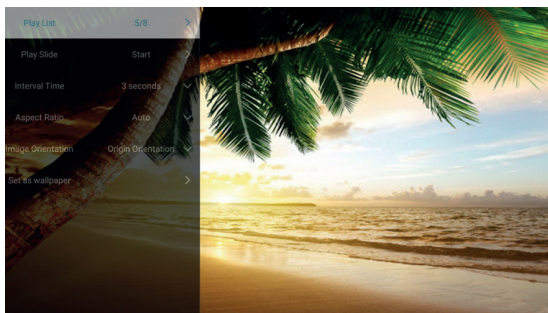 Play List 5/8
Play Slide Start
Interval Time 3 seconds
Aspect Ratio Auto
Image Orientation Origin Orientation
Set as wallpaper